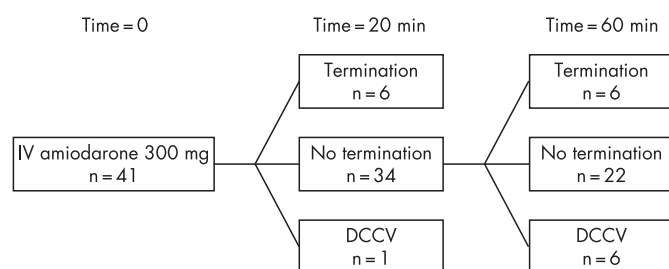 Time = 0
Time = 20 min
Time = 60 min
Termination
n = 6
Termination
n = 6
IV amiodarone 300 mg
n = 41
No termination
n = 34
No termination
n = 22
DCCV
n = 1
DCCV
n = 6